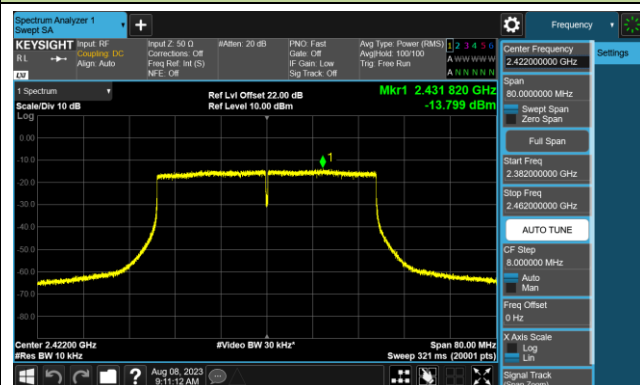 Spectrum Analyzer 1
Swept SA
+
Frequency
KEYSIGHT
RL
Input: RF
Coupling: DC
Align: Auto
Input Z: 50 Ω
Corrections: Off
Freq Ref: Int (S)
NFE: Off
#Atten: 20 dB
PNO: Fast
Gate: Off
IF Gain: Low
Sig Track: Off
Avg Type: Power (RMS)
Avg|Hold: 100/100
Trig: Free Run
1 2 3 4 5 6
A W W W W W
A N N N N N
Center Frequency
2.422000000 GHz
Settings
Span
80.0000000 MHz
Swept Span
Zero Span
Full Span
Start Freq
2.382000000 GHz
Stop Freq
2.462000000 GHz
AUTO TUNE
CF Step
8.000000 MHz
Auto
Man
Freq Offset
0 Hz
X Axis Scale
Log
Lin
Signal Track
(Span Zoom)
1 Spectrum
Scale/Div 10 dB
Log
Ref Lvl Offset 22.00 dB
Ref Level 10.00 dBm
Mkr1 2.431 820 GHz
-13.799 dBm
1
0.00
-10.0
-20.0
-30.0
-40.0
-50.0
-60.0
-70.0
-80.0
Center 2.42200 GHz
#Res BW 10 kHz
#Video BW 30 kHz*
Span 80.00 MHz
Sweep 321 ms (20001 pts)
?
Aug 08, 2023
9:11:12 AM